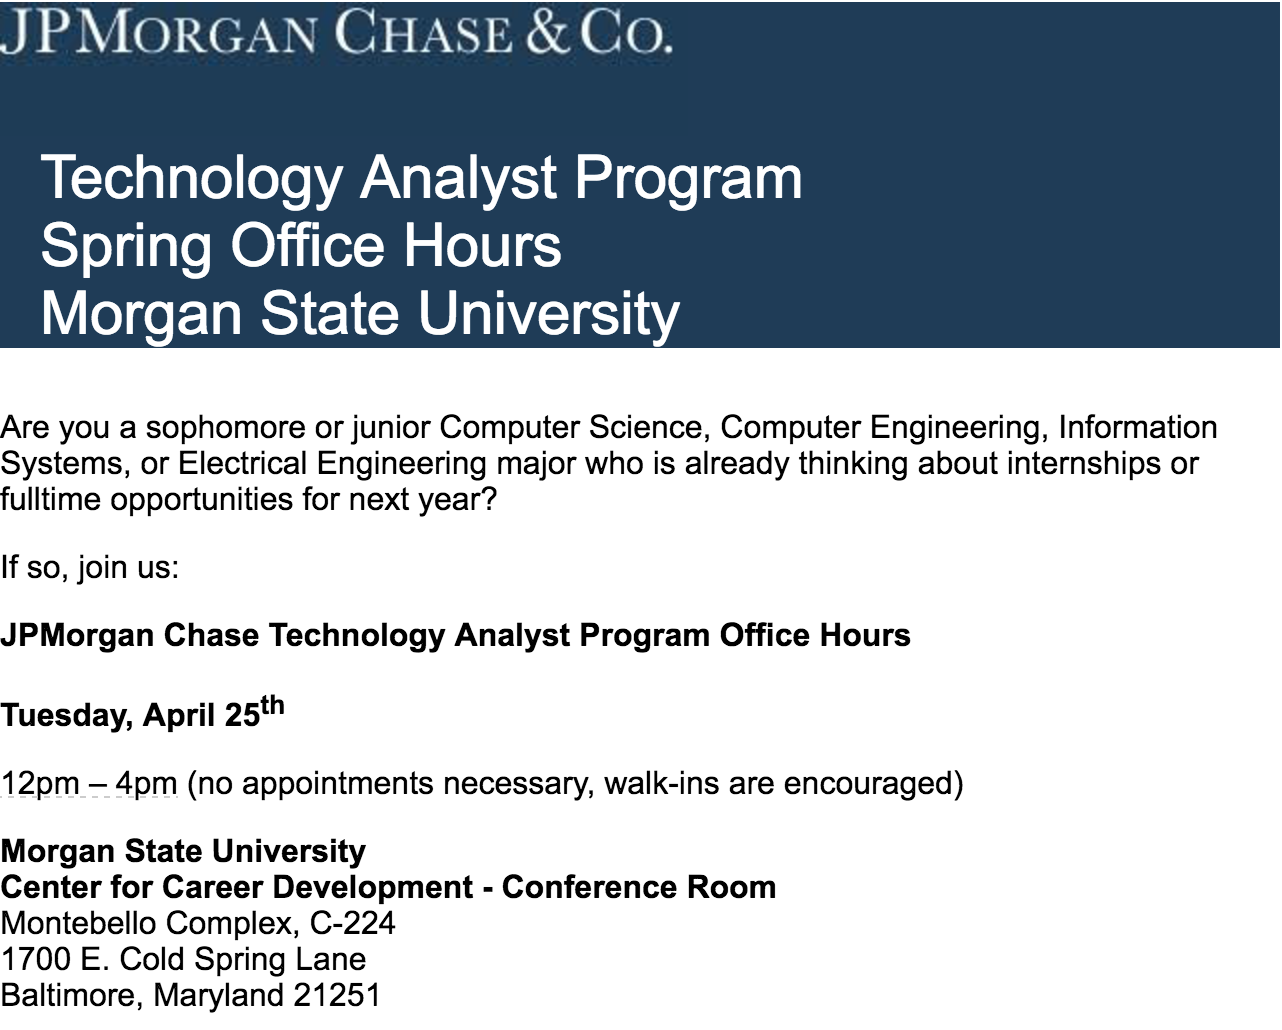 JPMORGAN CHASE & CO.
Technology Analyst Program
Spring Office Hours
Morgan State University
Are you a sophomore or junior Computer Science, Computer Engineering, Information
Systems, or Electrical Engineering major who is already thinking about internships or
fulltime opportunities for next year?
If so, join us:
JPMorgan Chase Technology Analyst Program Office Hours
Tuesday, April 25th
12pm – 4pm (no appointments necessary, walk-ins are encouraged)
Morgan State University
Center for Career Development - Conference Room
Montebello Complex, C-224
1700 E. Cold Spring Lane
Baltimore, Maryland 21251